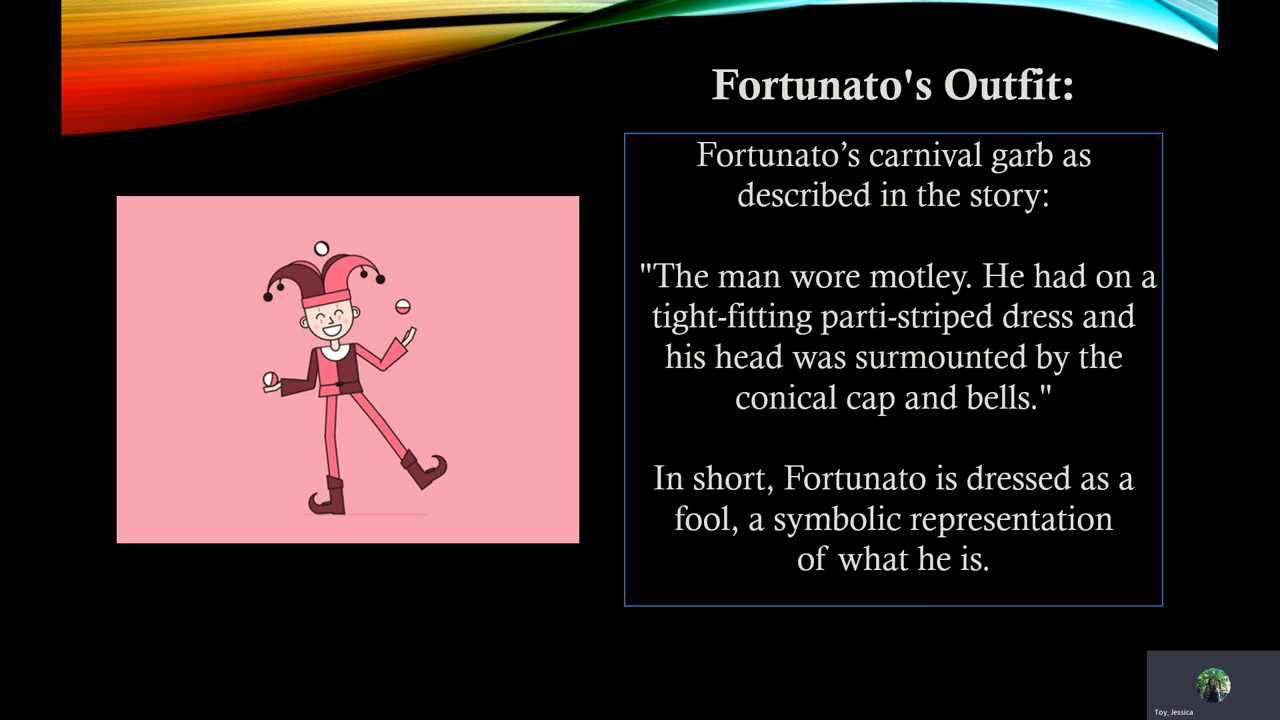 Fortunato's Outfit:
Fortunato’s carnival garb as
described in the story:
"The man wore motley. He had on a
tight-fitting parti-striped dress and
his head was surmounted by the
conical cap and bells."
In short, Fortunato is dressed as a
fool, a symbolic representation
of what he is.
Toy, Jessica